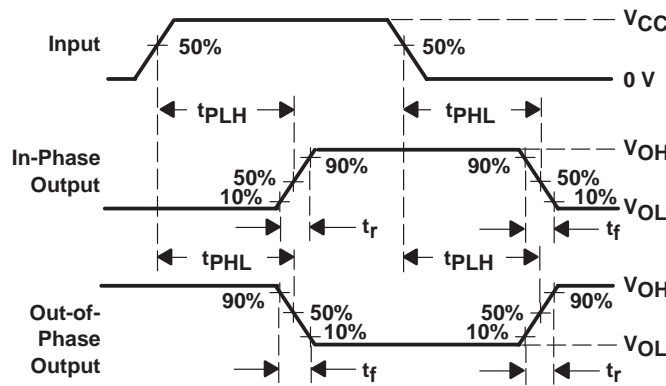 VCC
Input
50%
50%
0 V
tPLH
tPHL
In-Phase
Output
VOH
90%
90%
50%
50%
10%
10%
VOL
tr
tf
tPHL
tPLH
Out-of-
Phase
Output
VOH
90%
90%
50%
50%
10%
10%
VOL
tf
tr